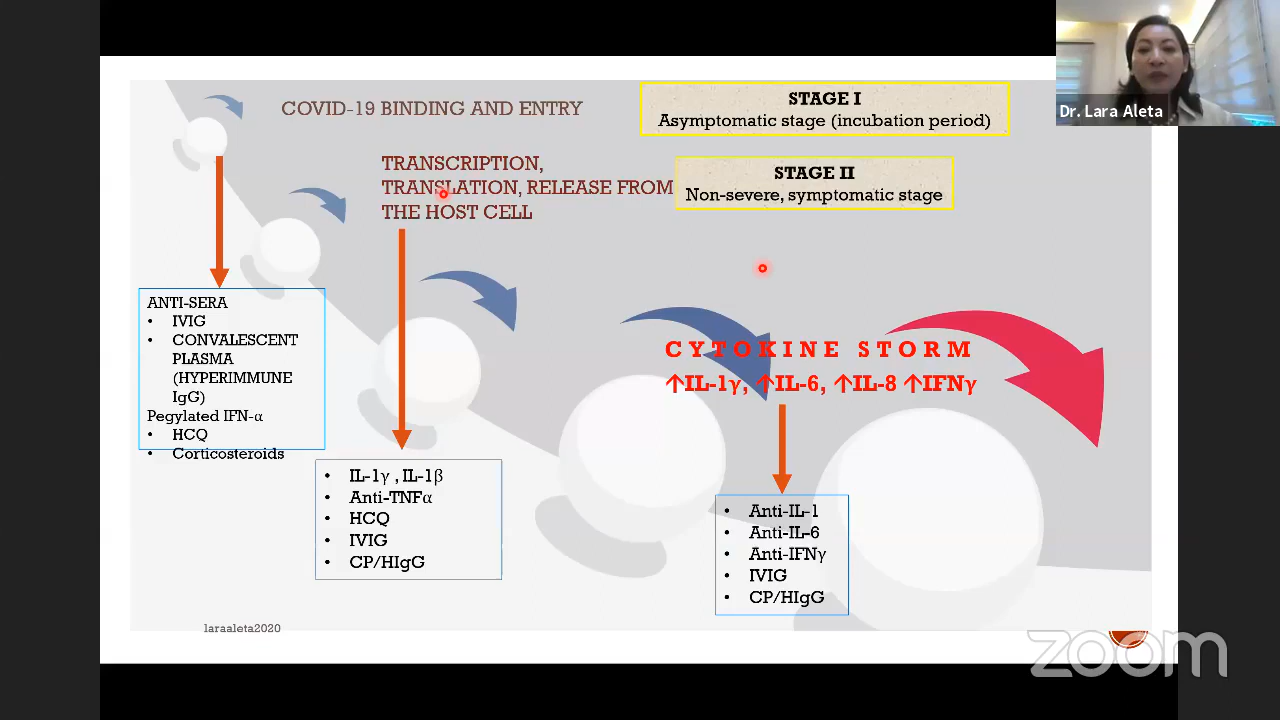 COVID-19 BINDING AND ENTRY
STAGE I
Asymptomatic stage (incubation period)
Dr. Lara Aleta
TRANSCRIPTION,
TRANSLATION, RELEASE FROM
THE HOST CELL
STAGE II
Non-severe, symptomatic stage
ANTI-SERA
• IVIG
• CONVALESCENT
PLASMA
(HYPERIMMUNE
IgG)
Pegylated IFN-α
• HCQ
• Corticosteroids
CYTOKINE STORM
↑IL-1γ, ↑IL-6, ↑IL-8 ↑IFNγ
• IL-1γ , IL-1β
• Anti-TNFα
• HCQ
• IVIG
• CP/HIgG
• Anti-IL-1
• Anti-IL-6
• Anti-IFNγ
• IVIG
• CP/HIgG
laraaleta2020
zoom